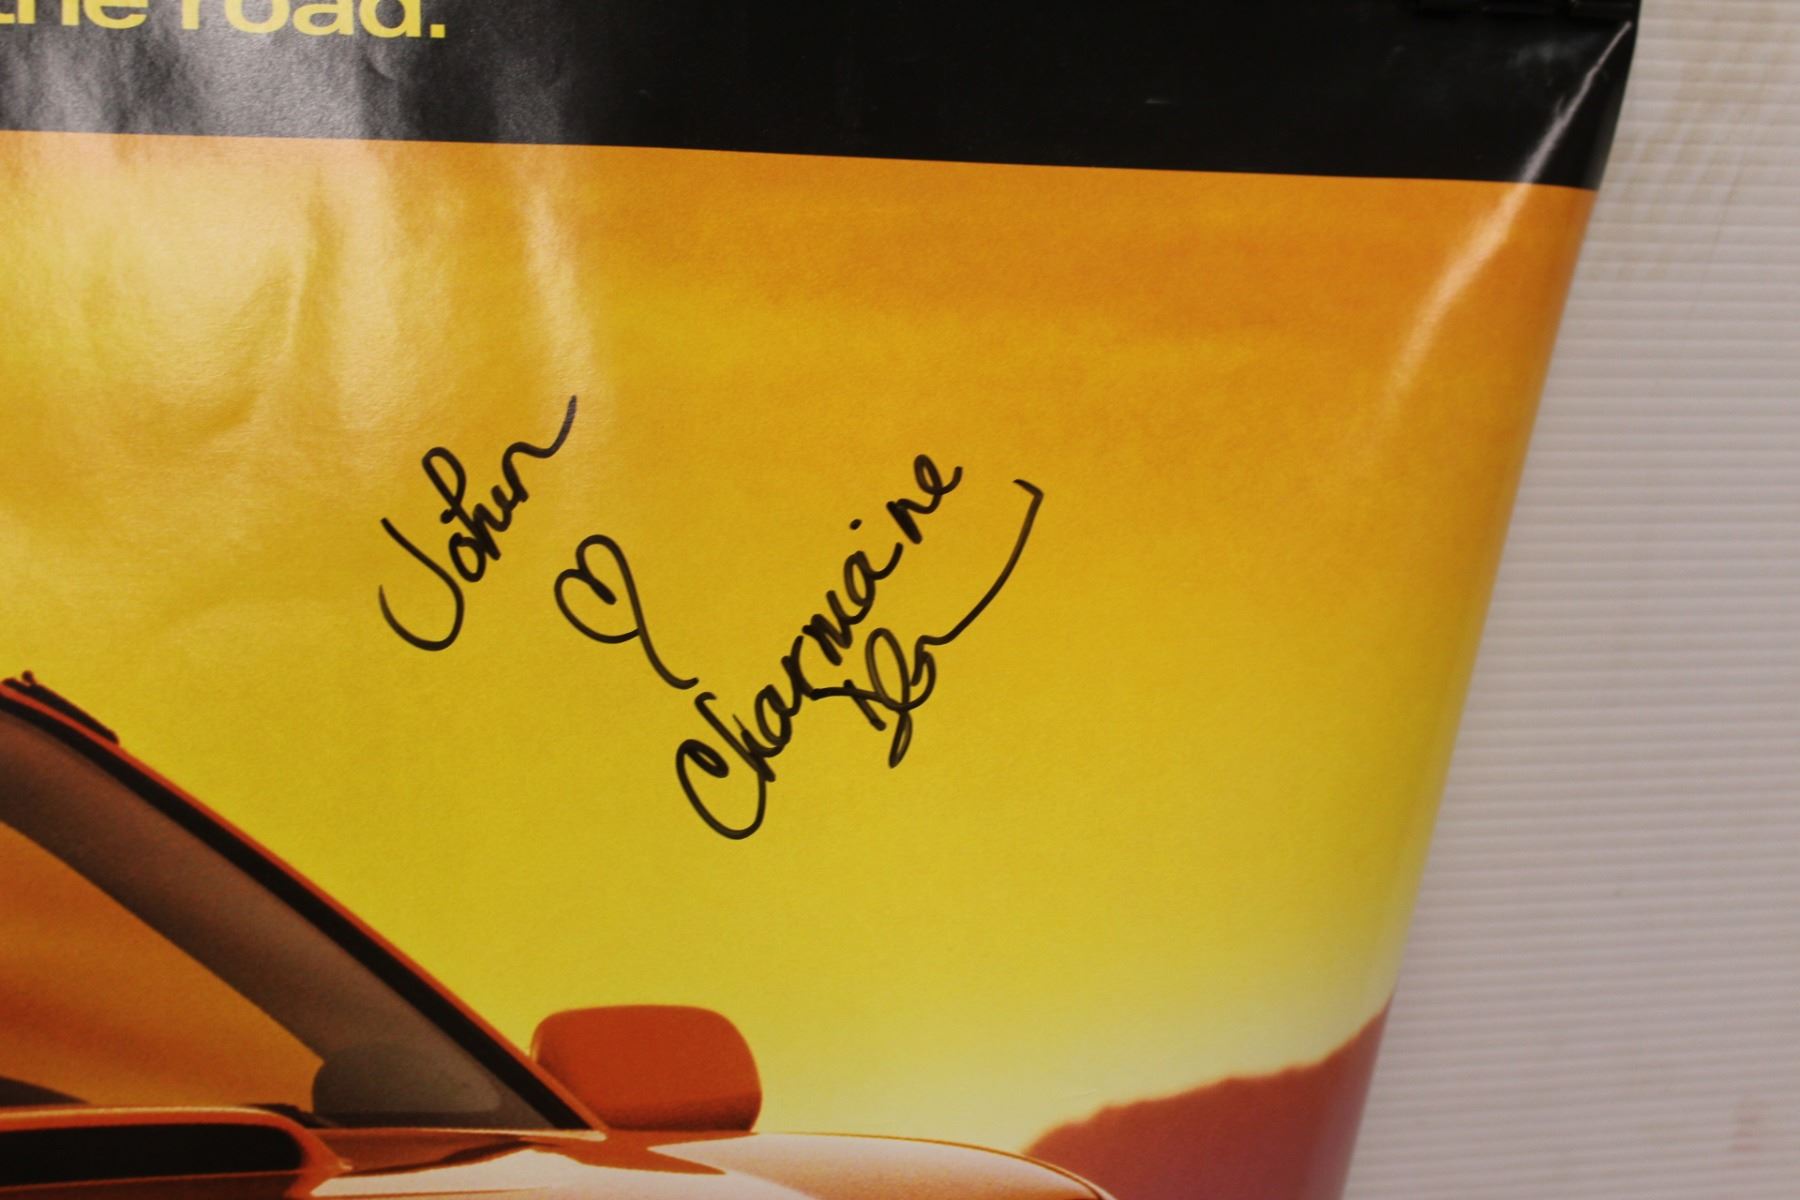 the road.
John
Charmaine